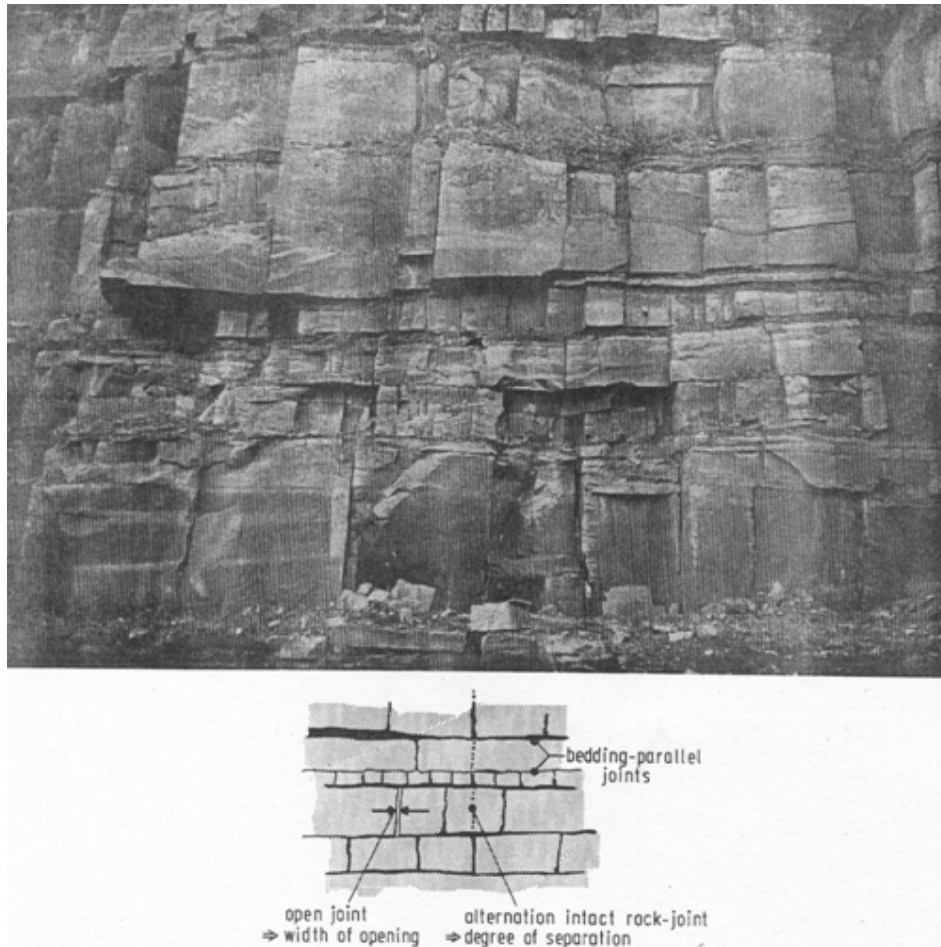 bedding-parallel
joints
open joint
⇒ width of opening
alternation intact rock-joint
⇒ degree of separation